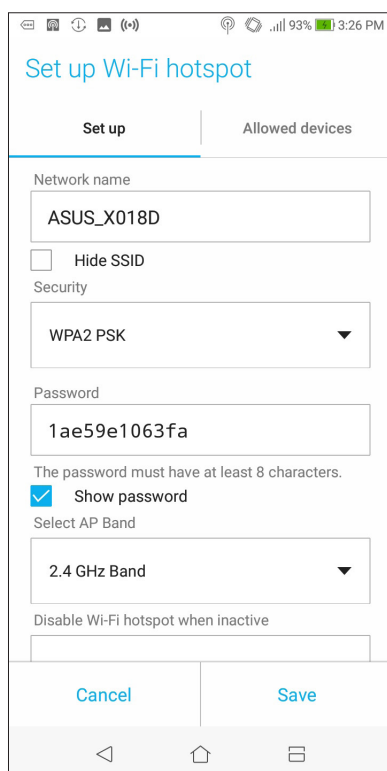 93% 3:26 PM
Set up Wi-Fi hotspot
Set up Allowed devices
Network name
ASUS_X018D
Hide SSID
Security
WPA2 PSK
Password
1ae59e1063fa
The password must have at least 8 characters.
Show password
Select AP Band
2.4 GHz Band
Disable Wi-Fi hotspot when inactive
Cancel Save